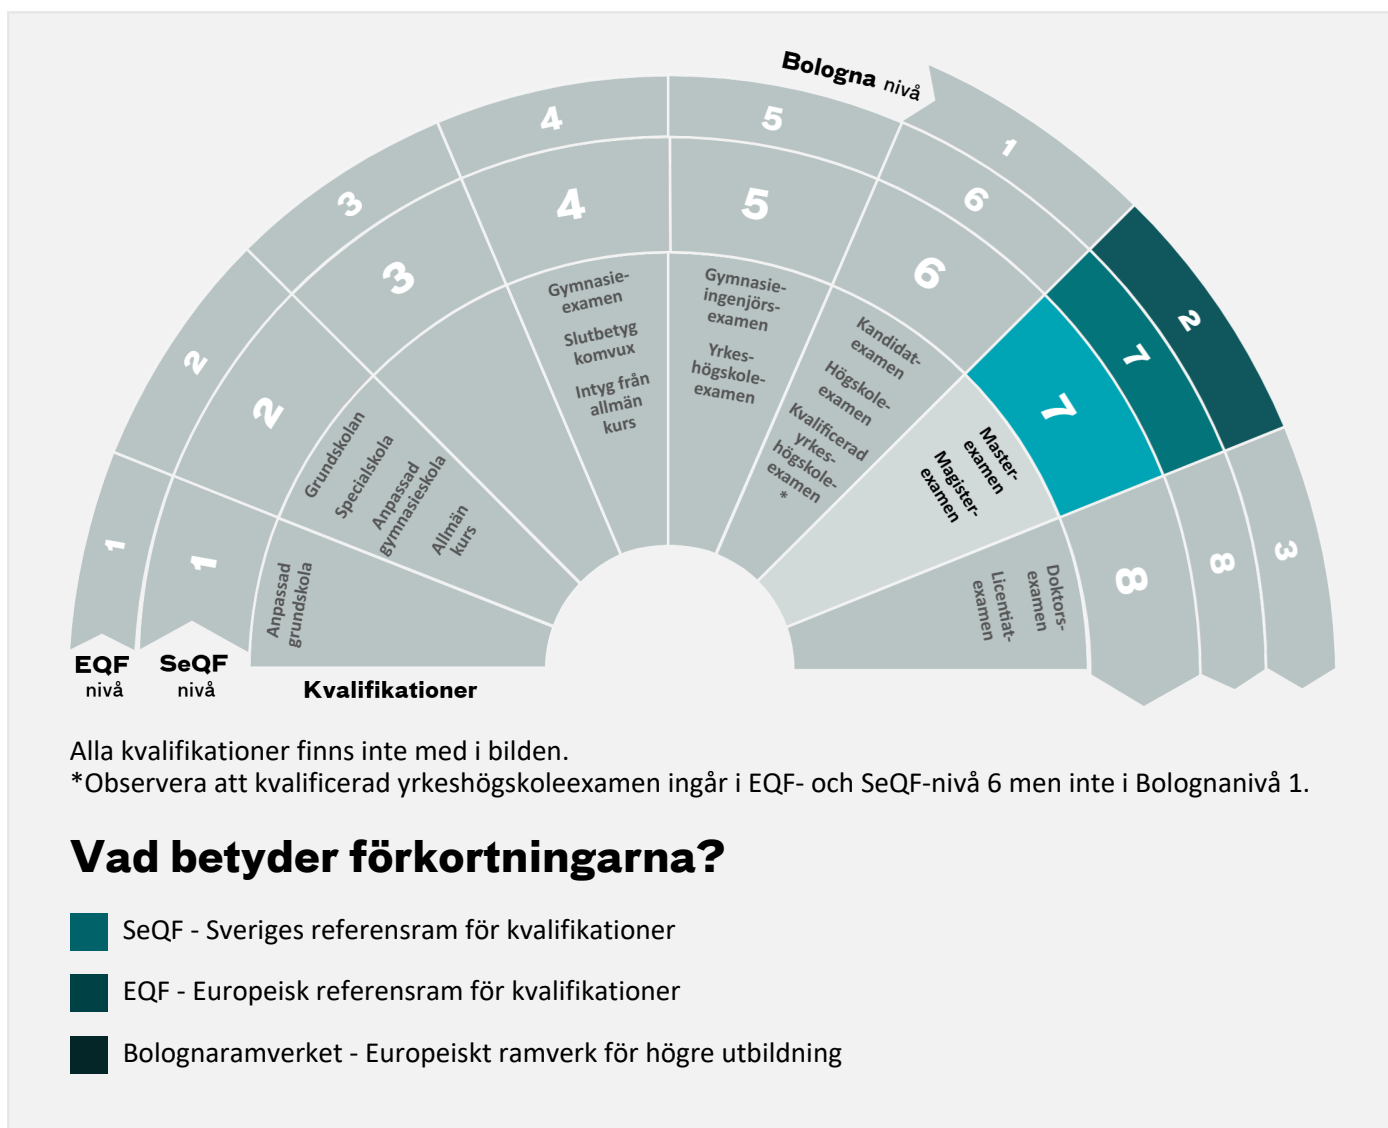 Bologna nivå
1
2
3
4
5
6
7
8
1
2
3
1
2
3
4
5
6
7
8
Anpassad
grundskola
Grundskolan
Specialskola
Anpassad
gymnasieskola
Allmän
kurs
Gymnasie-
examen
Slutbetyg
komvux
Intyg från
allmän
kurs
Gymnasie-
ingenjörs-
examen
Yrkes-
högskole-
examen
Kandidat-
examen
Högskole-
examen
Kvalificerad
yrkes-
högskole-
examen
*
Master-
examen
Magister-
examen
Doktors-
examen
Licentiat-
examen
EQF
nivå
SeQF
nivå
Kvalifikationer
Alla kvalifikationer finns inte med i bilden.
*Observera att kvalificerad yrkeshögskoleexamen ingår i EQF- och SeQF-nivå 6 men inte i Bolognanivå 1.
Vad betyder förkortningarna?
SeQF - Sveriges referensram för kvalifikationer
EQF - Europeisk referensram för kvalifikationer
Bolognaramverket - Europeiskt ramverk för högre utbildning